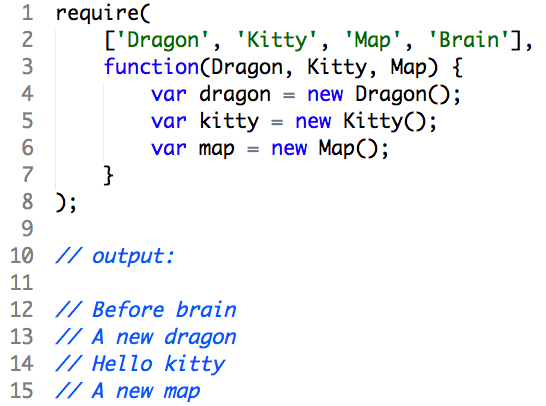 1 require(
2     ['Dragon', 'Kitty', 'Map', 'Brain'],
3     function(Dragon, Kitty, Map) {
4         var dragon = new Dragon();
5         var kitty = new Kitty();
6         var map = new Map();
7     }
8 );
9
10 // output:
11
12 // Before brain
13 // A new dragon
14 // Hello kitty
15 // A new map